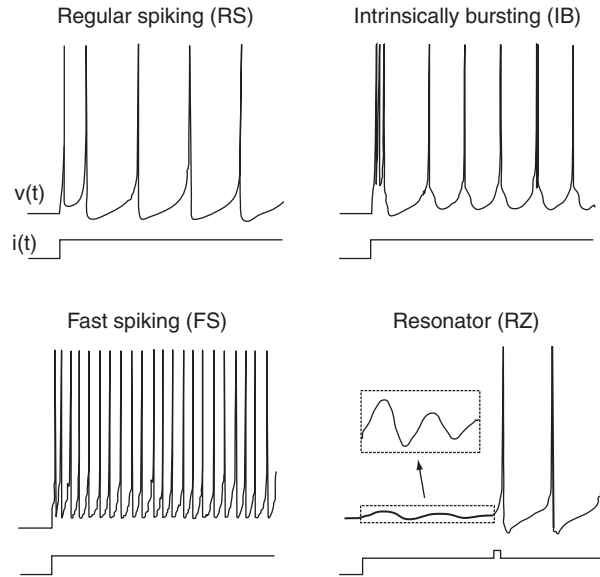 Regular spiking (RS)
Intrinsically bursting (IB)
v(t)
i(t)
Fast spiking (FS)
Resonator (RZ)